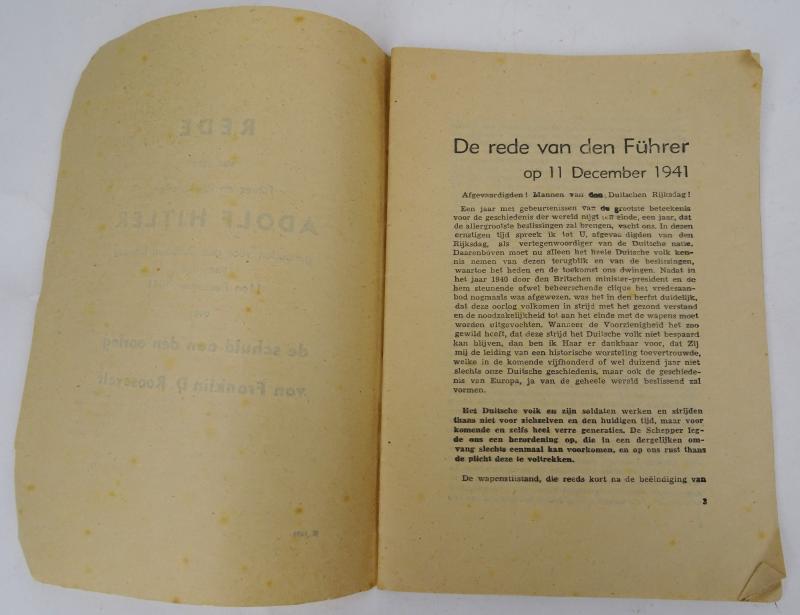 REDE
ADOLF HITLER
de schuld aan den oorlog
van Franklin D. Roosevelt
De rede van den Führer
op 11 December 1941
Afgevaardigden! Mannen van den Duitschen Rijksdag!
Een jaar met gebeurtenissen van de grootste beteekenis
voor de geschiedenis der wereld nijgt ten einde, een jaar, dat
de allergrootste beslissingen zal brengen, wacht ons. In dezen
ernstigen tijd spreek ik tot U, afgevaardigden van den
Rijksdag, als vertegenwoordiger van de Duitsche natie.
Daarenboven moet nu alleen het heele Duitsche volk ken-
nis nemen van dezen terugblik en van de beslissingen,
waartoe het heden en de toekomst ons dwingen. Nadat in
het jaar 1940 door den Britschen minister-president en de
hem steunende ofwel beheerschende clique het vredesaan-
bod nogmaals was afgewezen, was het in den herfst duidelijk,
dat deze oorlog volkomen in strijd met het gezond verstand
en de noodzakelijkheid tot aan het einde met de wapens moet
worden uitgevochten. Wanneer de Voorzienigheid het zoo
gewild heeft, dat deze strijd het Duitsche volk niet bespaard
kan blijven, dan ben ik Haar er dankbaar voor, dat Zij
mij de leiding van een historische worsteling toevertrouwde,
welke in de komende vijfhonderd of wel duizend jaar niet
slechts onze Duitsche geschiedenis, maar ook de geschiede-
nis van Europa, ja van de geheele wereld beslissend zal
vormen.
Het Duitsche volk en zijn soldaten werken en strijden
thans niet voor zichzelven en den huidigen tijd, maar voor
komende en zelfs heel verre generaties. De Schepper leg-
de ons een herordening op, die in een dergelijken om-
vang slechts eenmaal kan voorkomen, en op ons rust thans
de plicht deze te voltrekken.
De wapenstilstand, die reeds kort na de beëindiging van
3